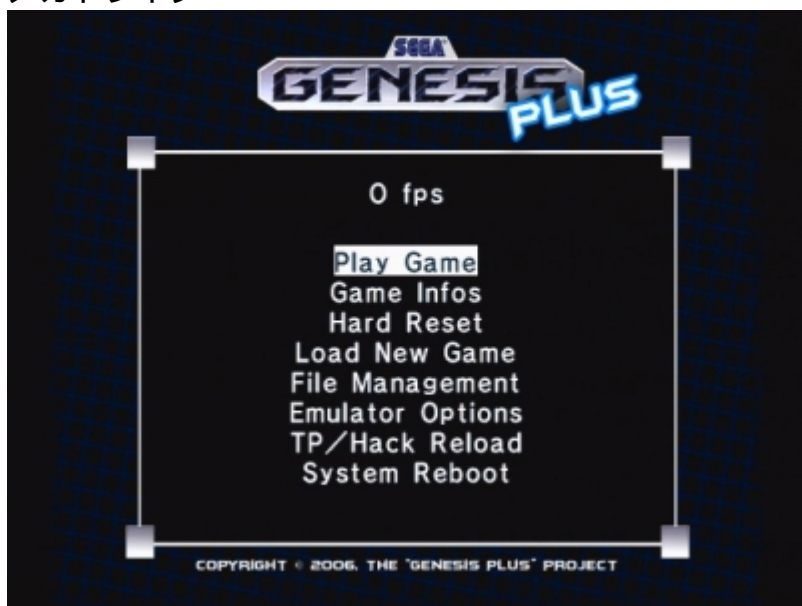 SEGA
GENESIS
PLUS
0 fps
Play Game
Game Infos
Hard Reset
Load New Game
File Management
Emulator Options
TP／Hack Reload
System Reboot
COPYRIGHT © 2006. THE "GENESIS PLUS" PROJECT